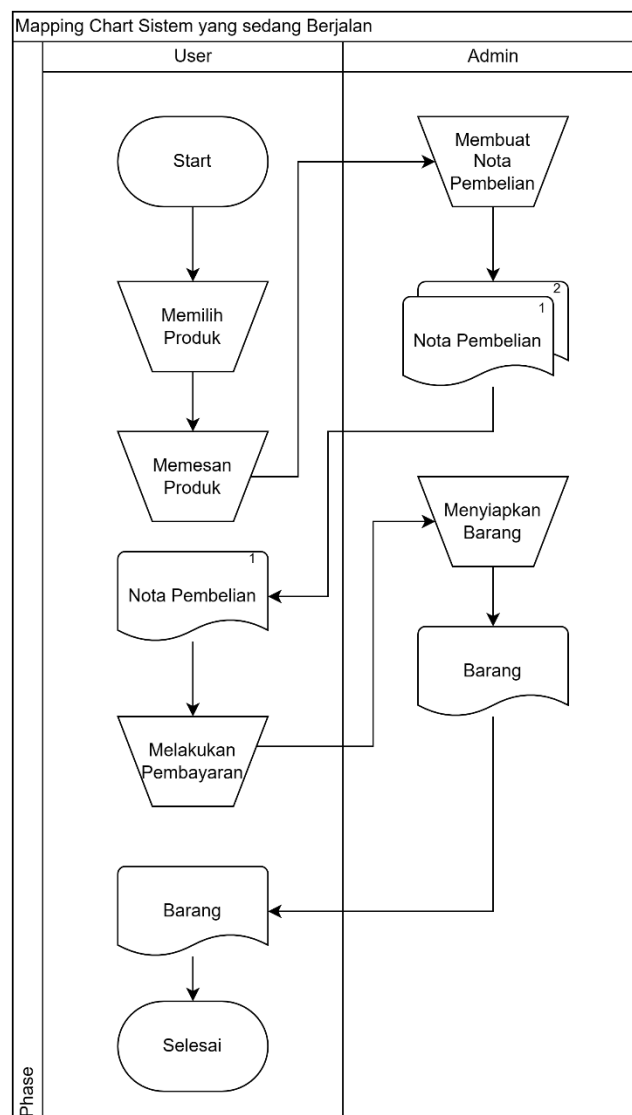 Mapping Chart Sistem yang sedang Berjalan
User
Admin
Start
Membuat
Nota
Pembelian
Memilih
Produk
2
1
Nota Pembelian
Memesan
Produk
Menyiapkan
Barang
1
Nota Pembelian
Barang
Melakukan
Pembayaran
Barang
Selesai
Phase